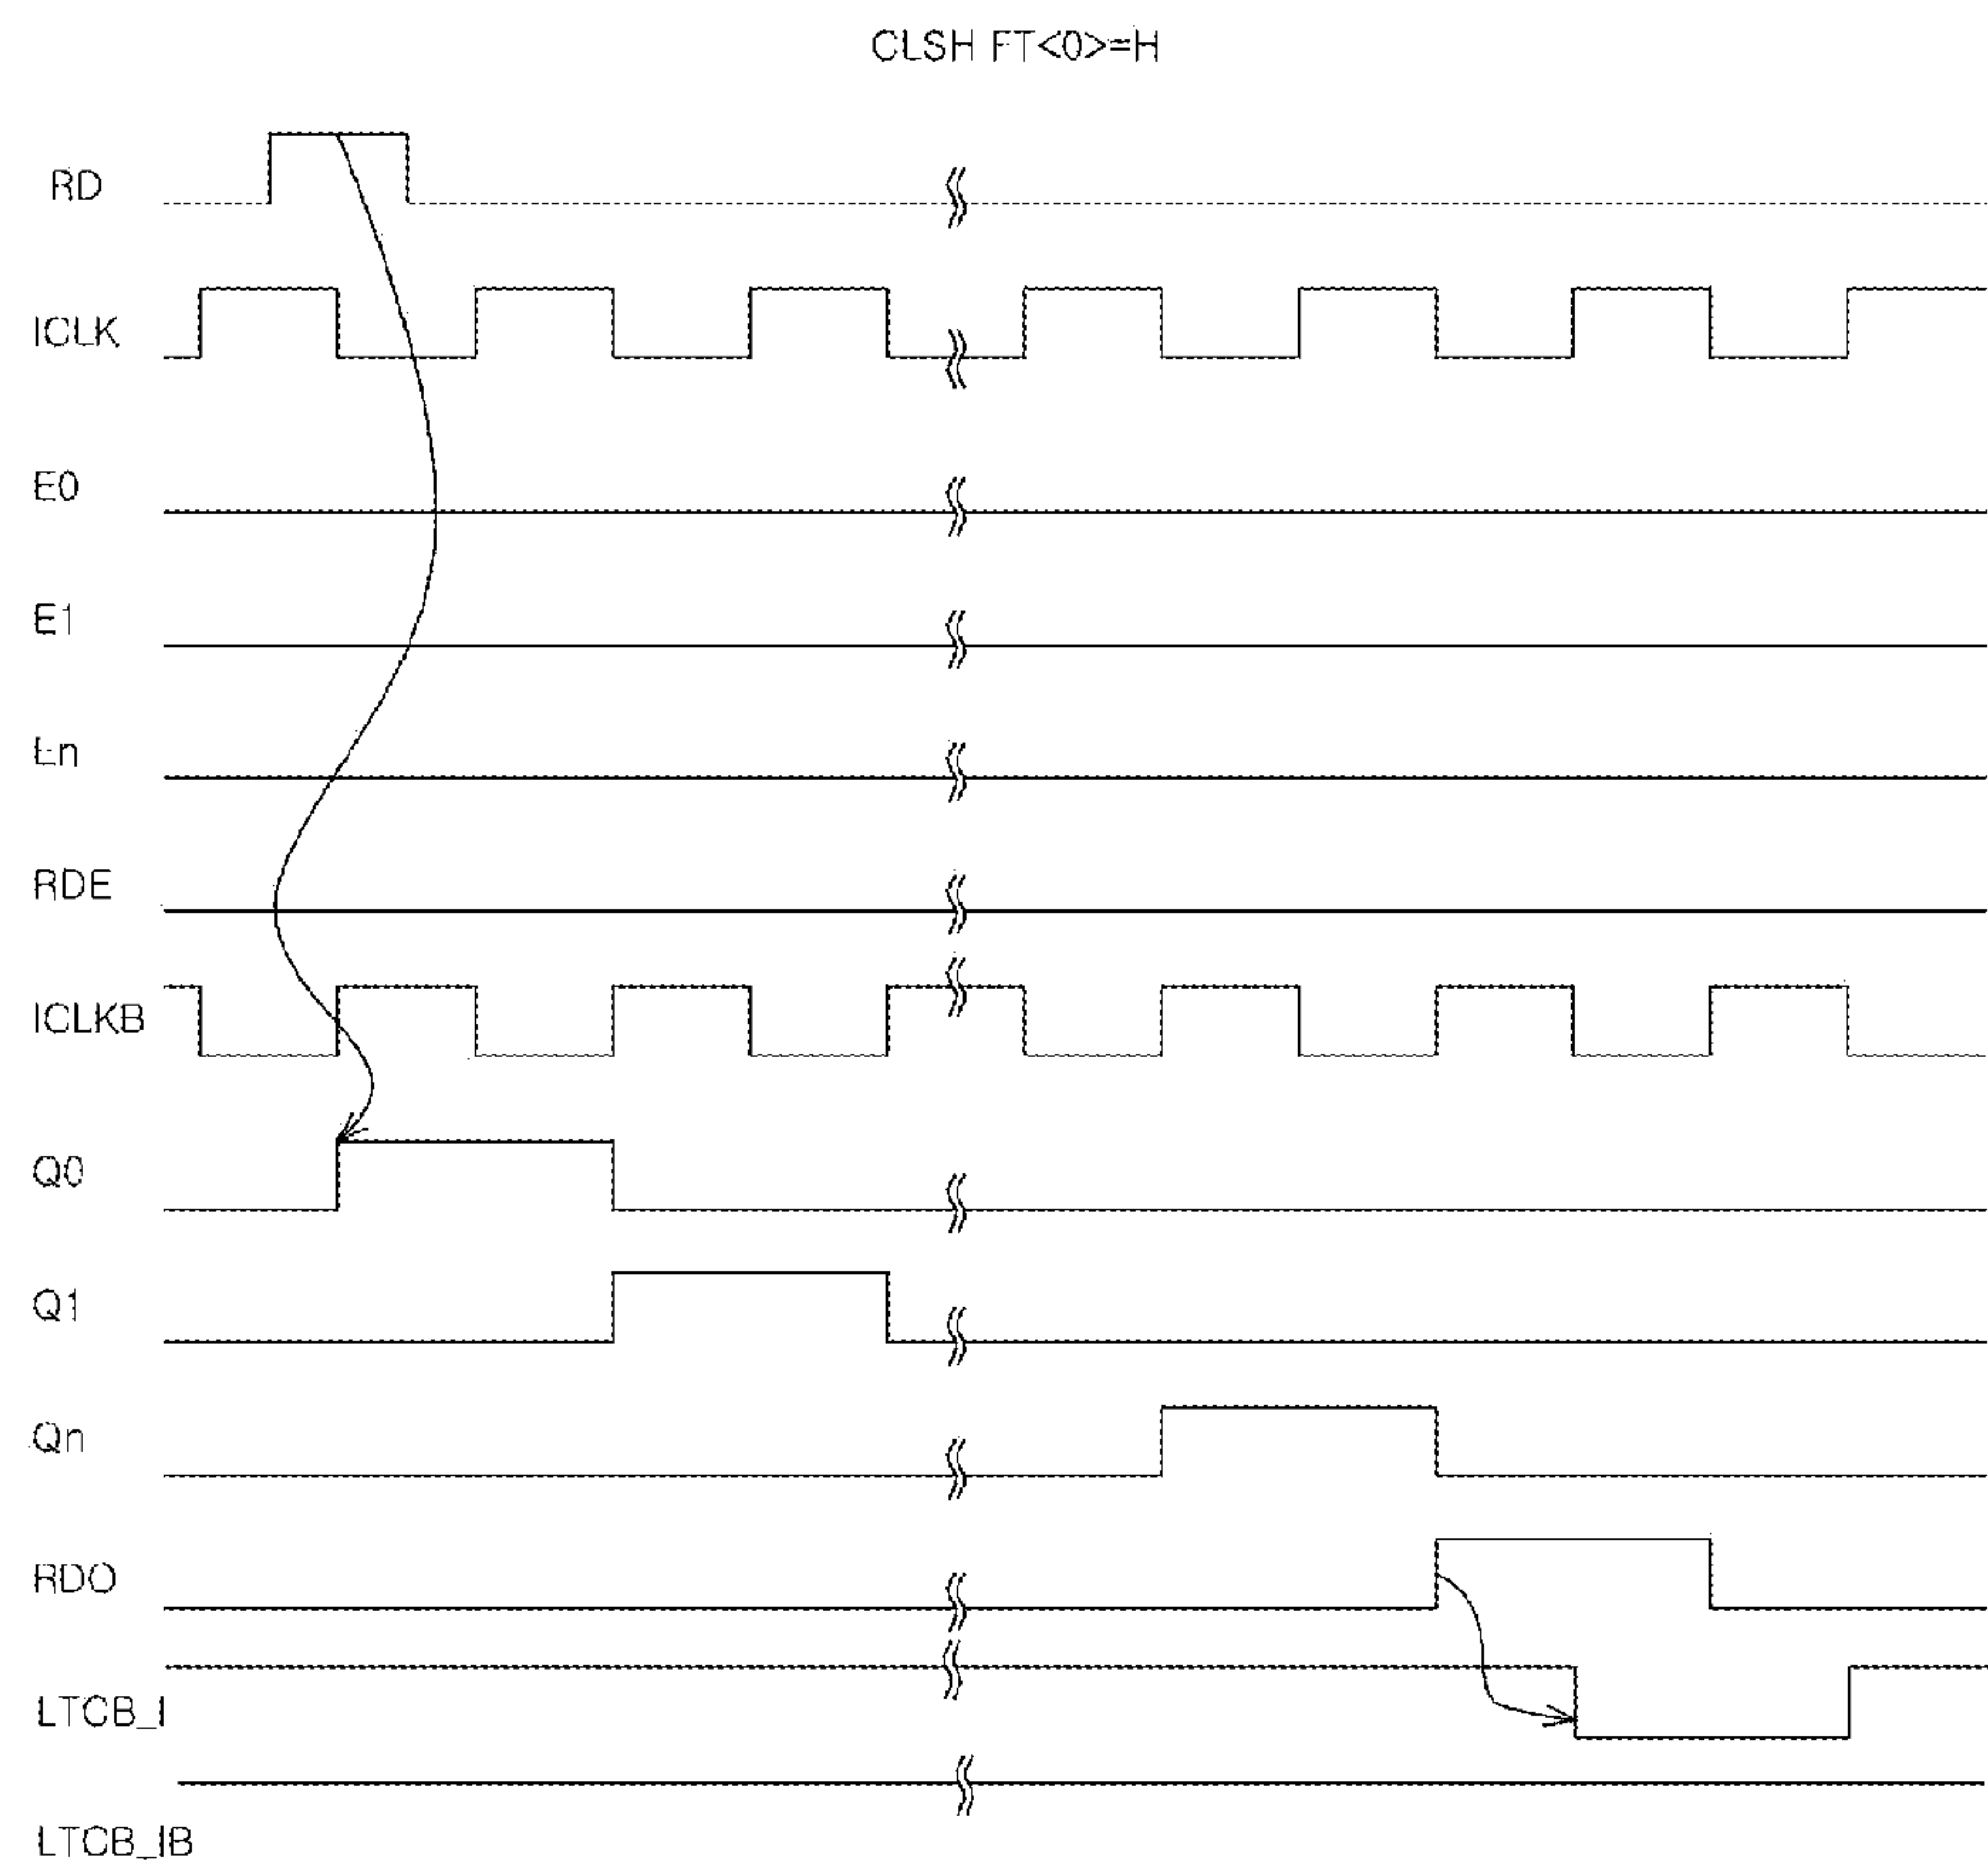 CLSH FT<0>=H
RD
ICLK
E0
E1
En
RDE
ICLKB
Q0
Q1
Qn
RDO
LTCB_I
LTCB_IB